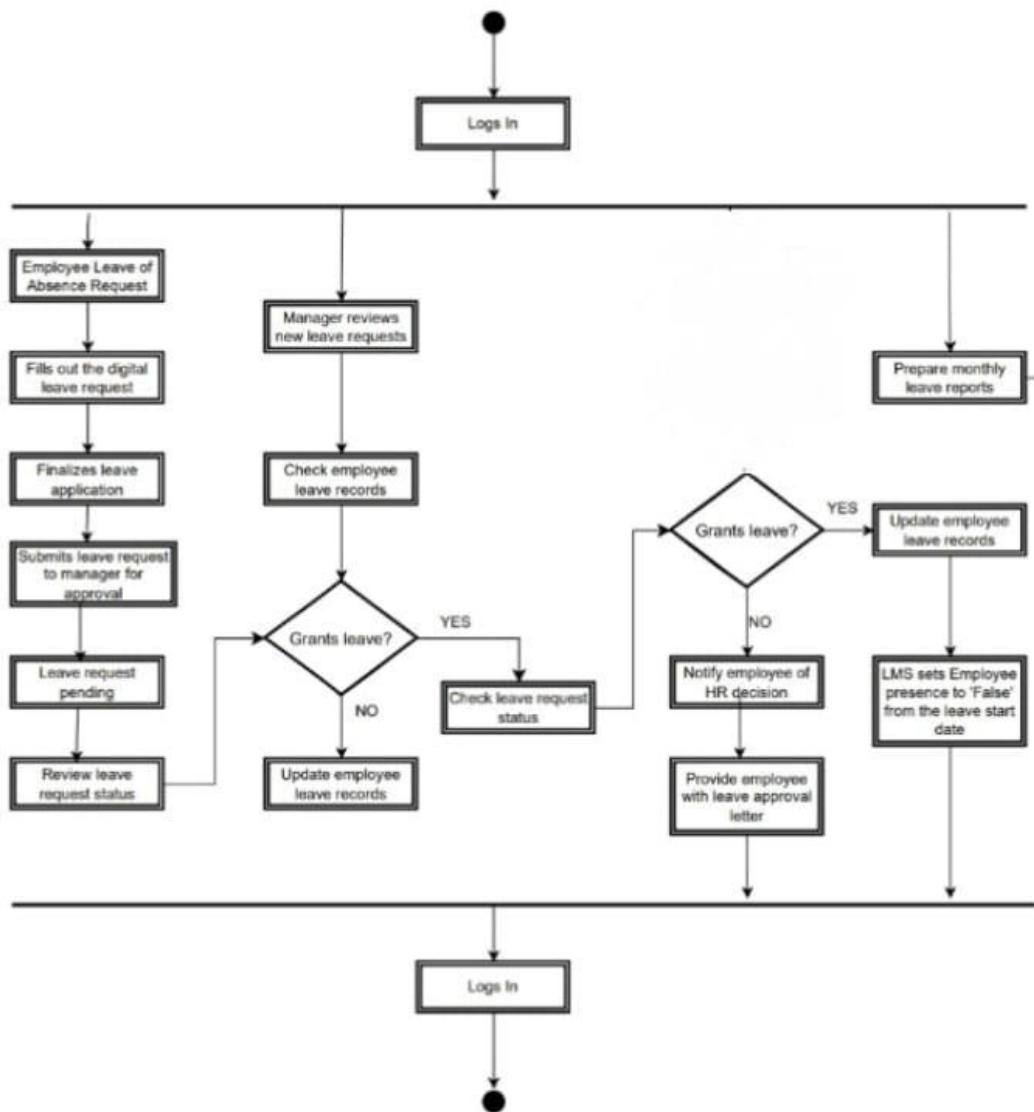 Logs In
Employee Leave of
Absence Request
Fills out the digital
leave request
Finalizes leave
application
Submits leave request
to manager for
approval
Leave request
pending
Review leave
request status
Manager reviews
new leave requests
Check employee
leave records
Grants leave?
YES
NO
Update employee
leave records
Check leave request
status
Grants leave?
YES
NO
Notify employee of
HR decision
Provide employee
with leave approval
letter
Prepare monthly
leave reports
Update employee
leave records
LMS sets Employee
presence to 'False'
from the leave start
date
Logs In